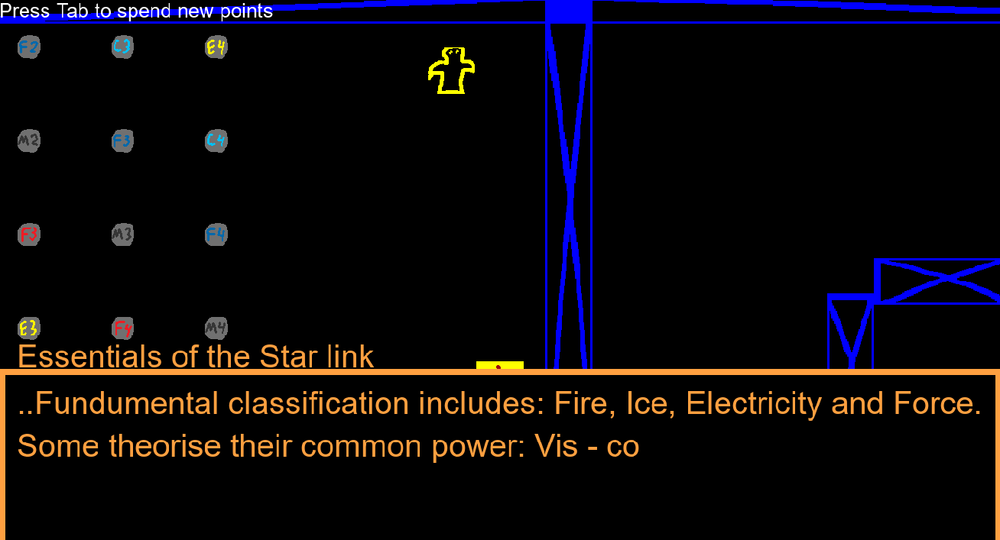 Press Tab to spend new points
F2 C3 E4
M2 F3 C4
F3 M3 F4
E3 F4 M4
Essentials of the Star link
..Fundumental classification includes: Fire, Ice, Electricity and Force.
Some theorise their common power: Vis - co